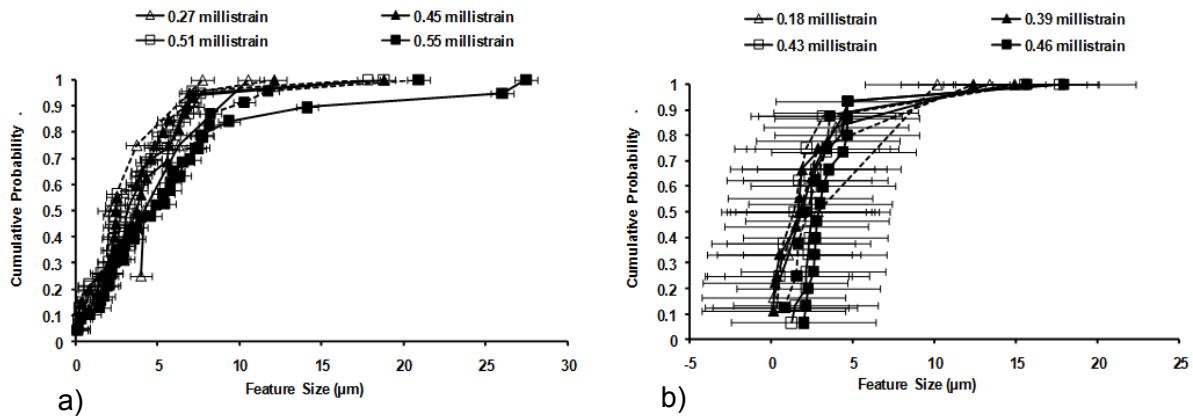 0.27 millistrain 0.45 millistrain
0.51 millistrain 0.55 millistrain
1
0.9
0.8
0.7
0.6
0.5
0.4
0.3
0.2
0.1
0
Cumulative Probability .
0 5 10 15 20 25 30
Feature Size (µm)
a)
0.18 millistrain 0.39 millistrain
0.43 millistrain 0.46 millistrain
1
0.9
0.8
0.7
0.6
0.5
0.4
0.3
0.2
0.1
0
Cumulative Probability .
-5 0 5 10 15 20 25
Feature Size (µm)
b)